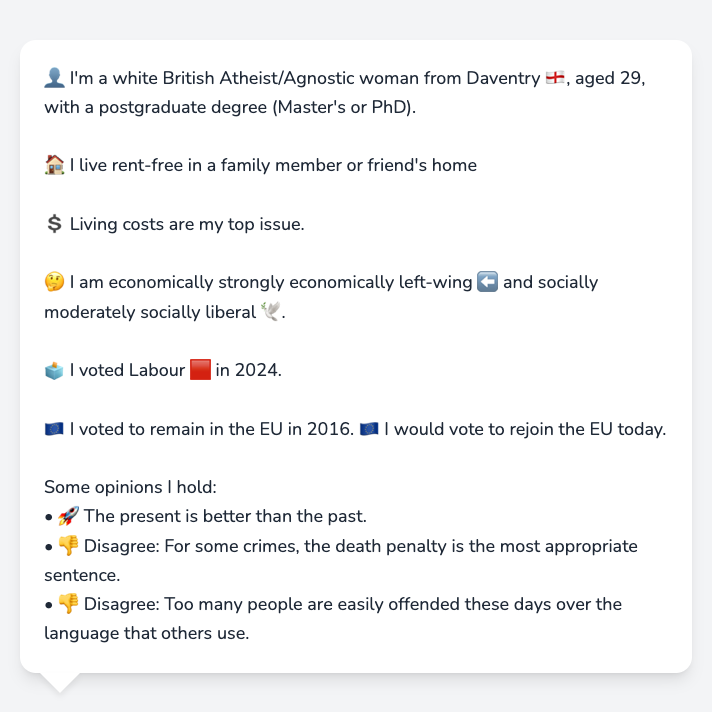 👤 I'm a white British Atheist/Agnostic woman from Daventry 🏴󠁧󠁢󠁥󠁮󠁧󠁿, aged 29,
with a postgraduate degree (Master's or PhD).
🏠 I live rent-free in a family member or friend's home
💲 Living costs are my top issue.
🤔 I am economically strongly economically left-wing ⬅️ and socially
moderately socially liberal 🕊️.
🗳️ I voted Labour 🟥 in 2024.
🇪🇺 I voted to remain in the EU in 2016. 🇪🇺 I would vote to rejoin the EU today.
Some opinions I hold:
• 🚀 The present is better than the past.
• 👎 Disagree: For some crimes, the death penalty is the most appropriate
sentence.
• 👎 Disagree: Too many people are easily offended these days over the
language that others use.